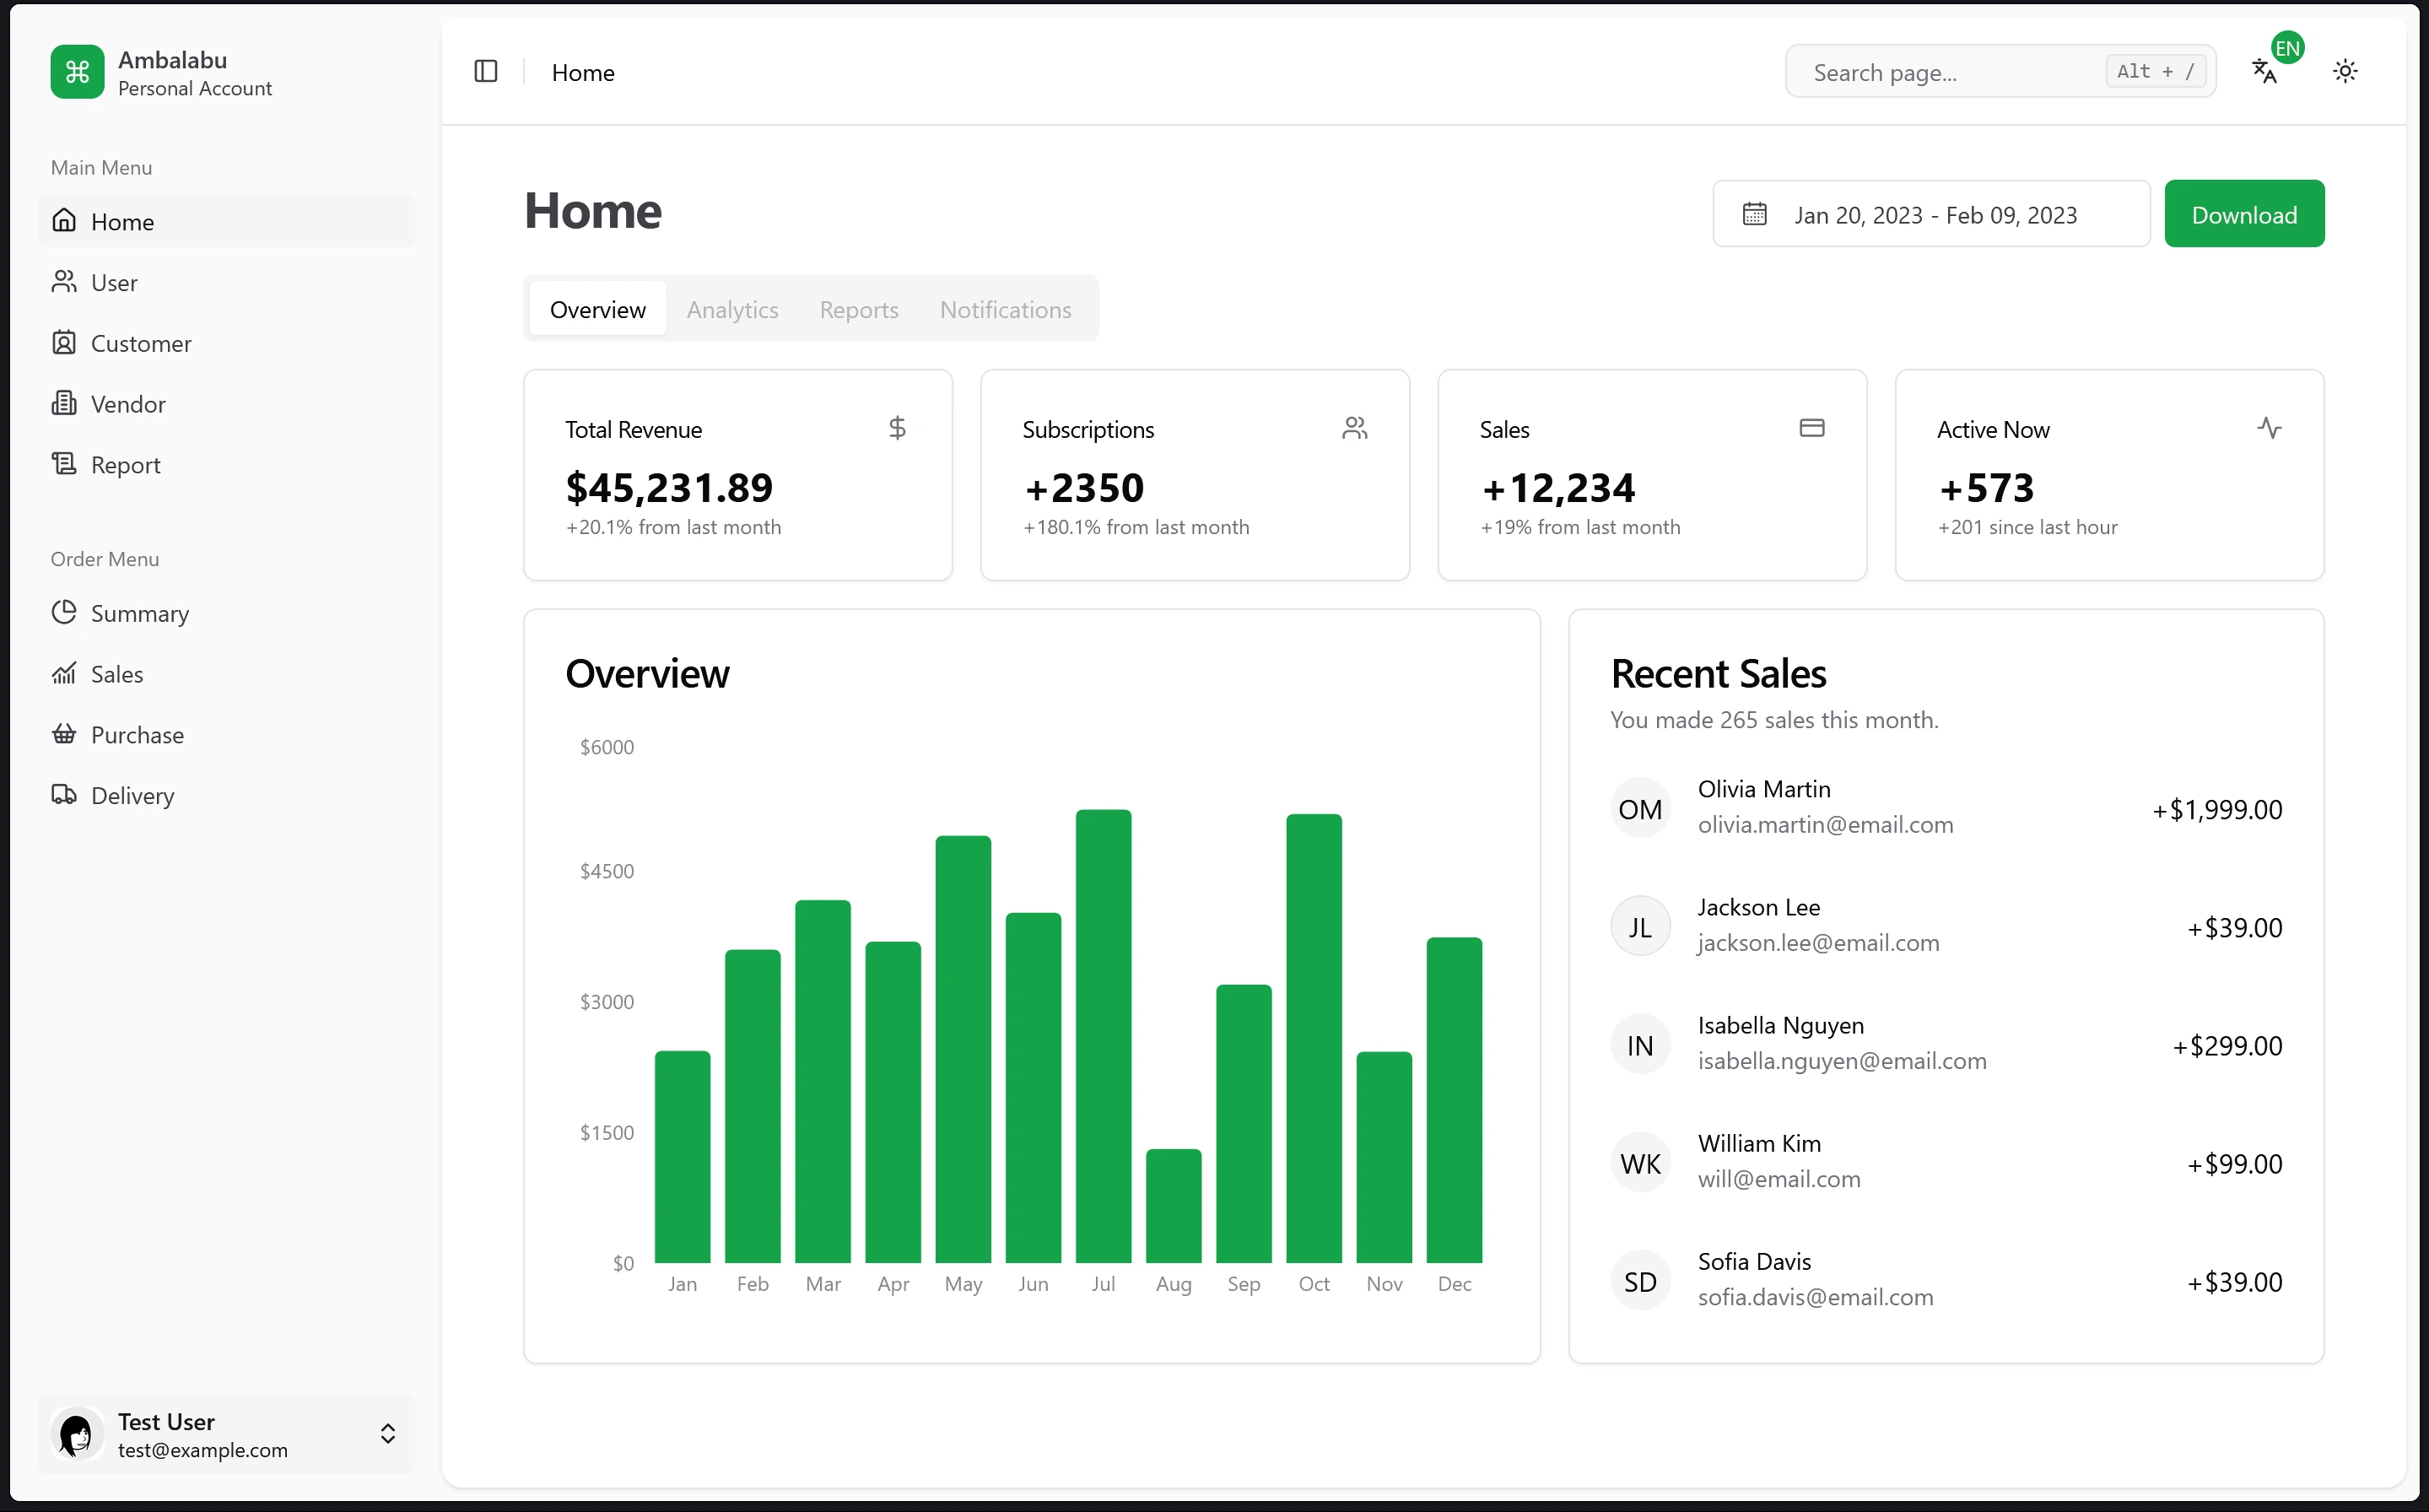 Ambalabu
Personal Account
Main Menu
Home
User
Customer
Vendor
Report
Order Menu
Summary
Sales
Purchase
Delivery
Test User
test@example.com
Home
Search page...
Alt + /
EN
Home
Jan 20, 2023 - Feb 09, 2023
Download
Overview
Analytics
Reports
Notifications
Total Revenue
$45,231.89
+20.1% from last month
Subscriptions
+2350
+180.1% from last month
Sales
+12,234
+19% from last month
Active Now
+573
+201 since last hour
Overview
$6000
$4500
$3000
$1500
$0
Jan
Feb
Mar
Apr
May
Jun
Jul
Aug
Sep
Oct
Nov
Dec
Recent Sales
You made 265 sales this month.
OM
Olivia Martin
olivia.martin@email.com
+$1,999.00
JL
Jackson Lee
jackson.lee@email.com
+$39.00
IN
Isabella Nguyen
isabella.nguyen@email.com
+$299.00
WK
William Kim
will@email.com
+$99.00
SD
Sofia Davis
sofia.davis@email.com
+$39.00